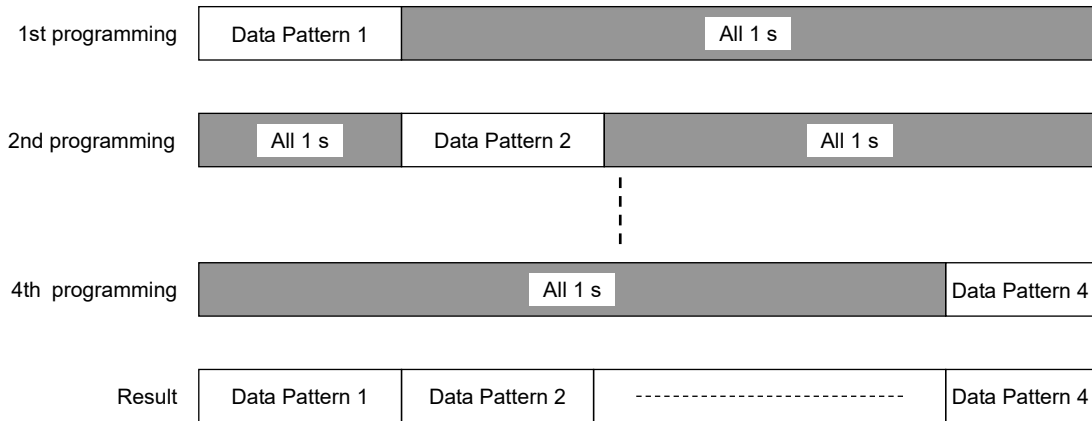 1st programming Data Pattern 1 All 1 s
2nd programming All 1 s Data Pattern 2 All 1 s
4th programming All 1 s Data Pattern 4
Result Data Pattern 1 Data Pattern 2 Data Pattern 4